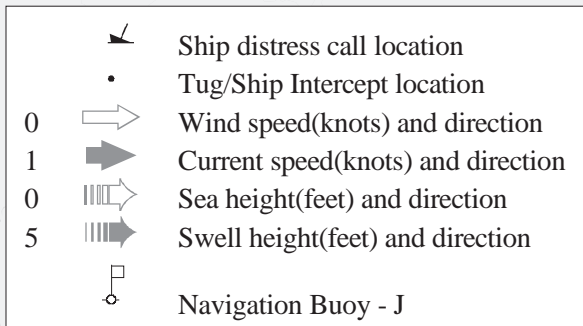 Ship distress call location
Tug/Ship Intercept location
0 Wind speed(knots) and direction
1 Current speed(knots) and direction
0 Sea height(feet) and direction
5 Swell height(feet) and direction
Navigation Buoy - J